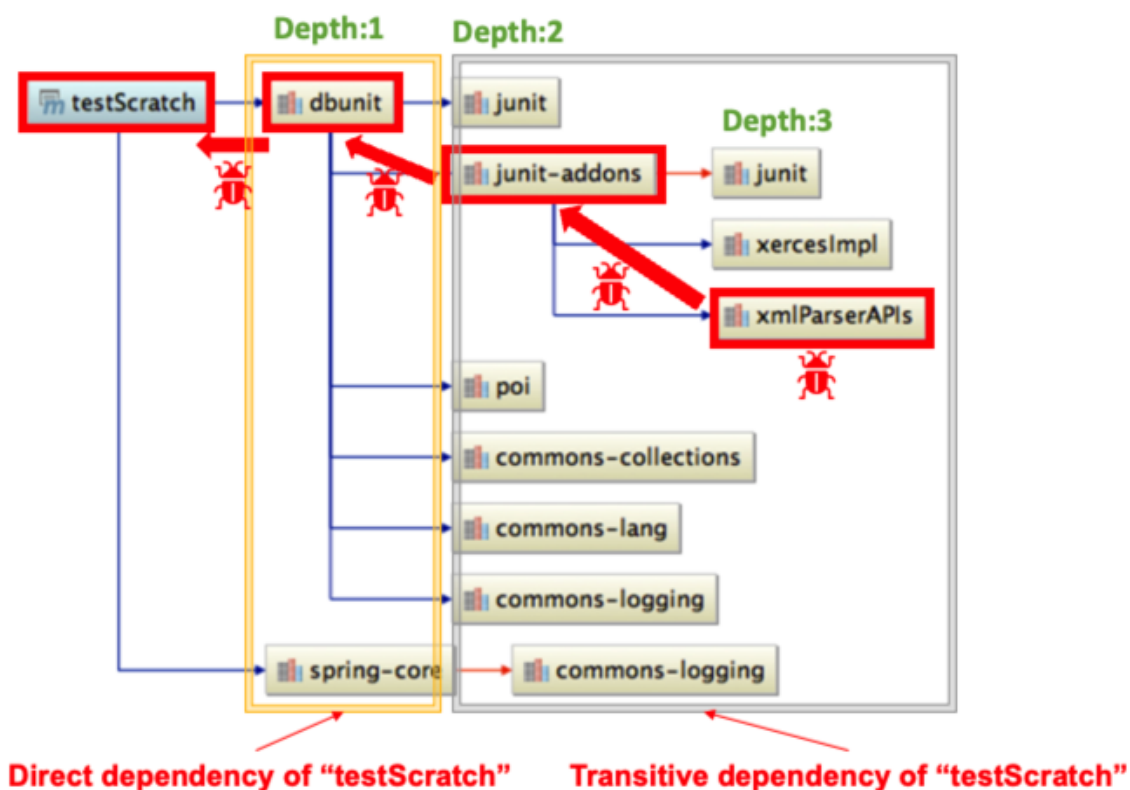 Depth:1
Depth:2
testScratch
dbunit
junit
Depth:3
junit-addons
junit
xercesImpl
xmlParserAPIs
poi
commons-collections
commons-lang
commons-logging
spring-core
commons-logging
Direct dependency of “testScratch”
Transitive dependency of “testScratch”